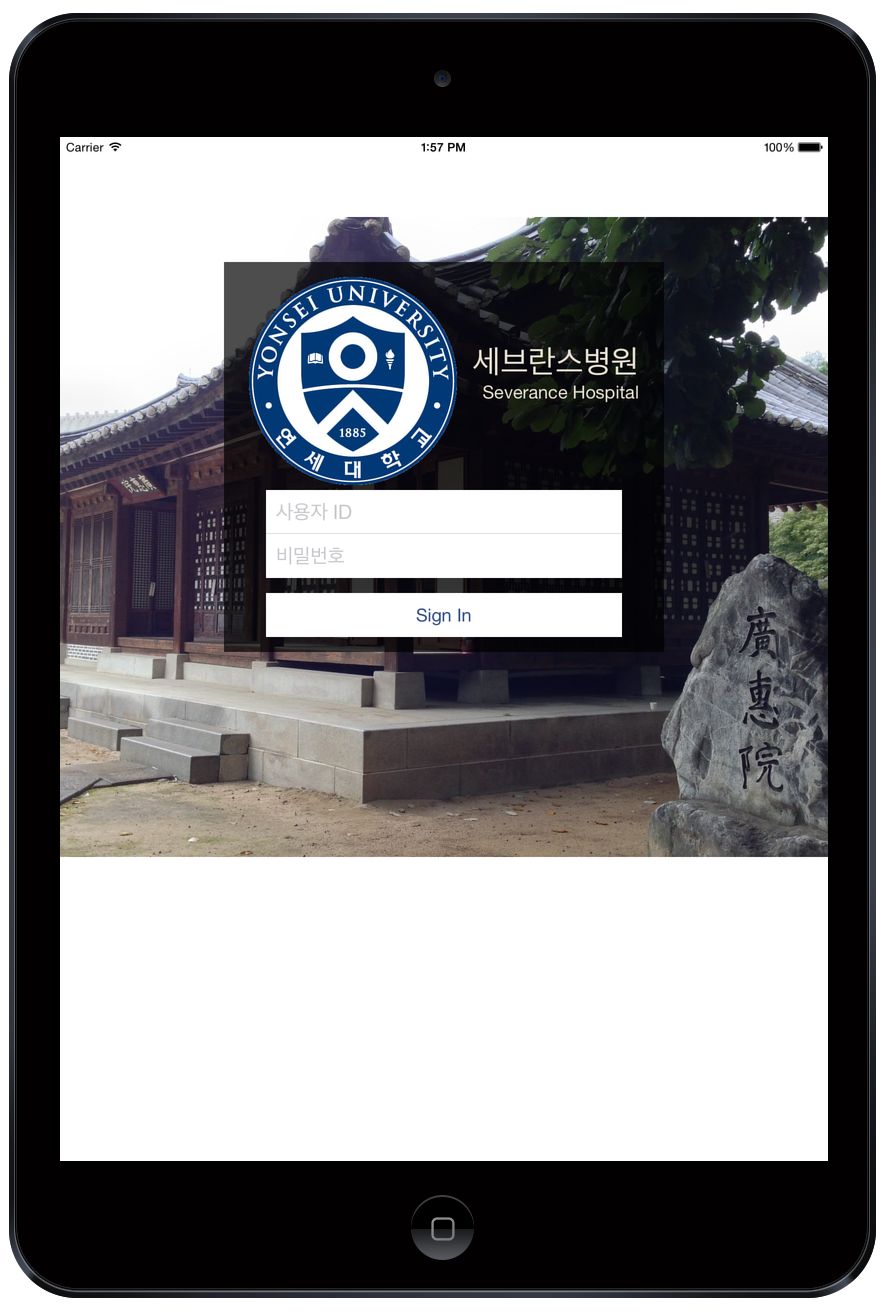 Carrier
1:57 PM
100%
YONSEI UNIVERSITY
1885
연세대학교
세브란스병원
Severance Hospital
사용자 ID
비밀번호
Sign In
廣
惠
院